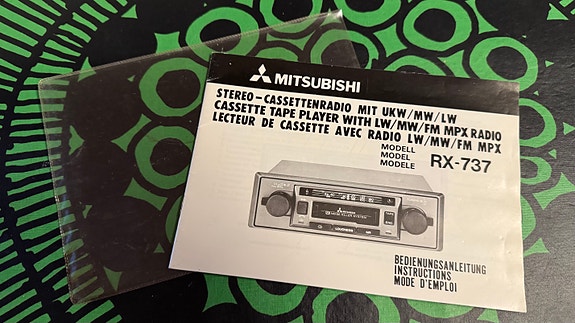 MITSUBISHI
STEREO-CASSETTENRADIO MIT UKW/MW/LW
CASSETTE TAPE PLAYER WITH LW/MW/FM MPX RADIO
LECTEUR DE CASSETTE AVEC RADIO LW/MW/FM MPX
MODELL
MODEL
MODELE
RX-737
LOUDNESS
BEDIENUNGSANLEITUNG
INSTRUCTIONS
MODE D'EMPLOI